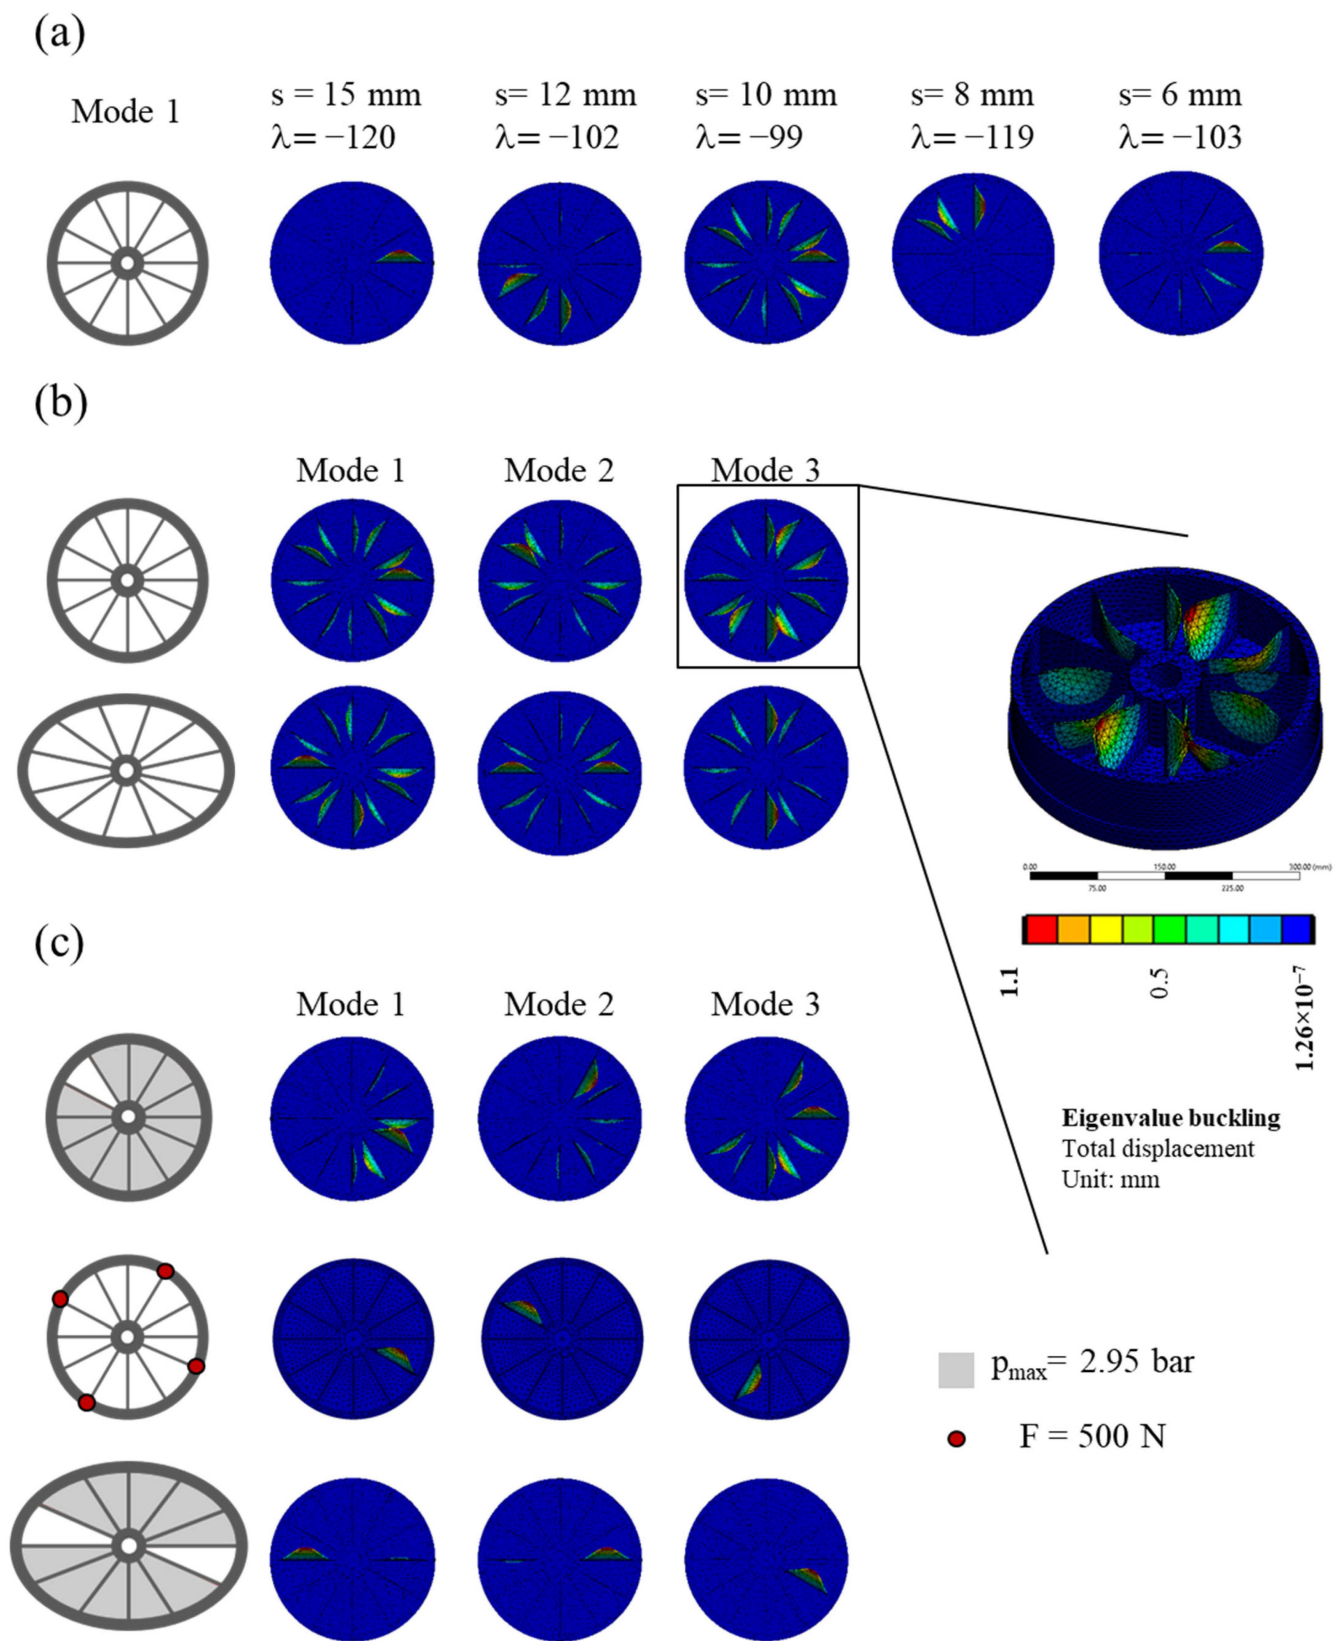 (a)
Mode 1
s = 15 mm
λ= −120
s= 12 mm
λ= −102
s= 10 mm
λ= −99
s= 8 mm
λ= −119
s= 6 mm
λ= −103
(b)
Mode 1
Mode 2
Mode 3
0.00
150.00
300.00 (mm)
75.00
225.00
1.1
0.5
1.26×10⁻⁷
Eigenvalue buckling
Total displacement
Unit: mm
(c)
Mode 1
Mode 2
Mode 3
pmax= 2.95 bar
F = 500 N